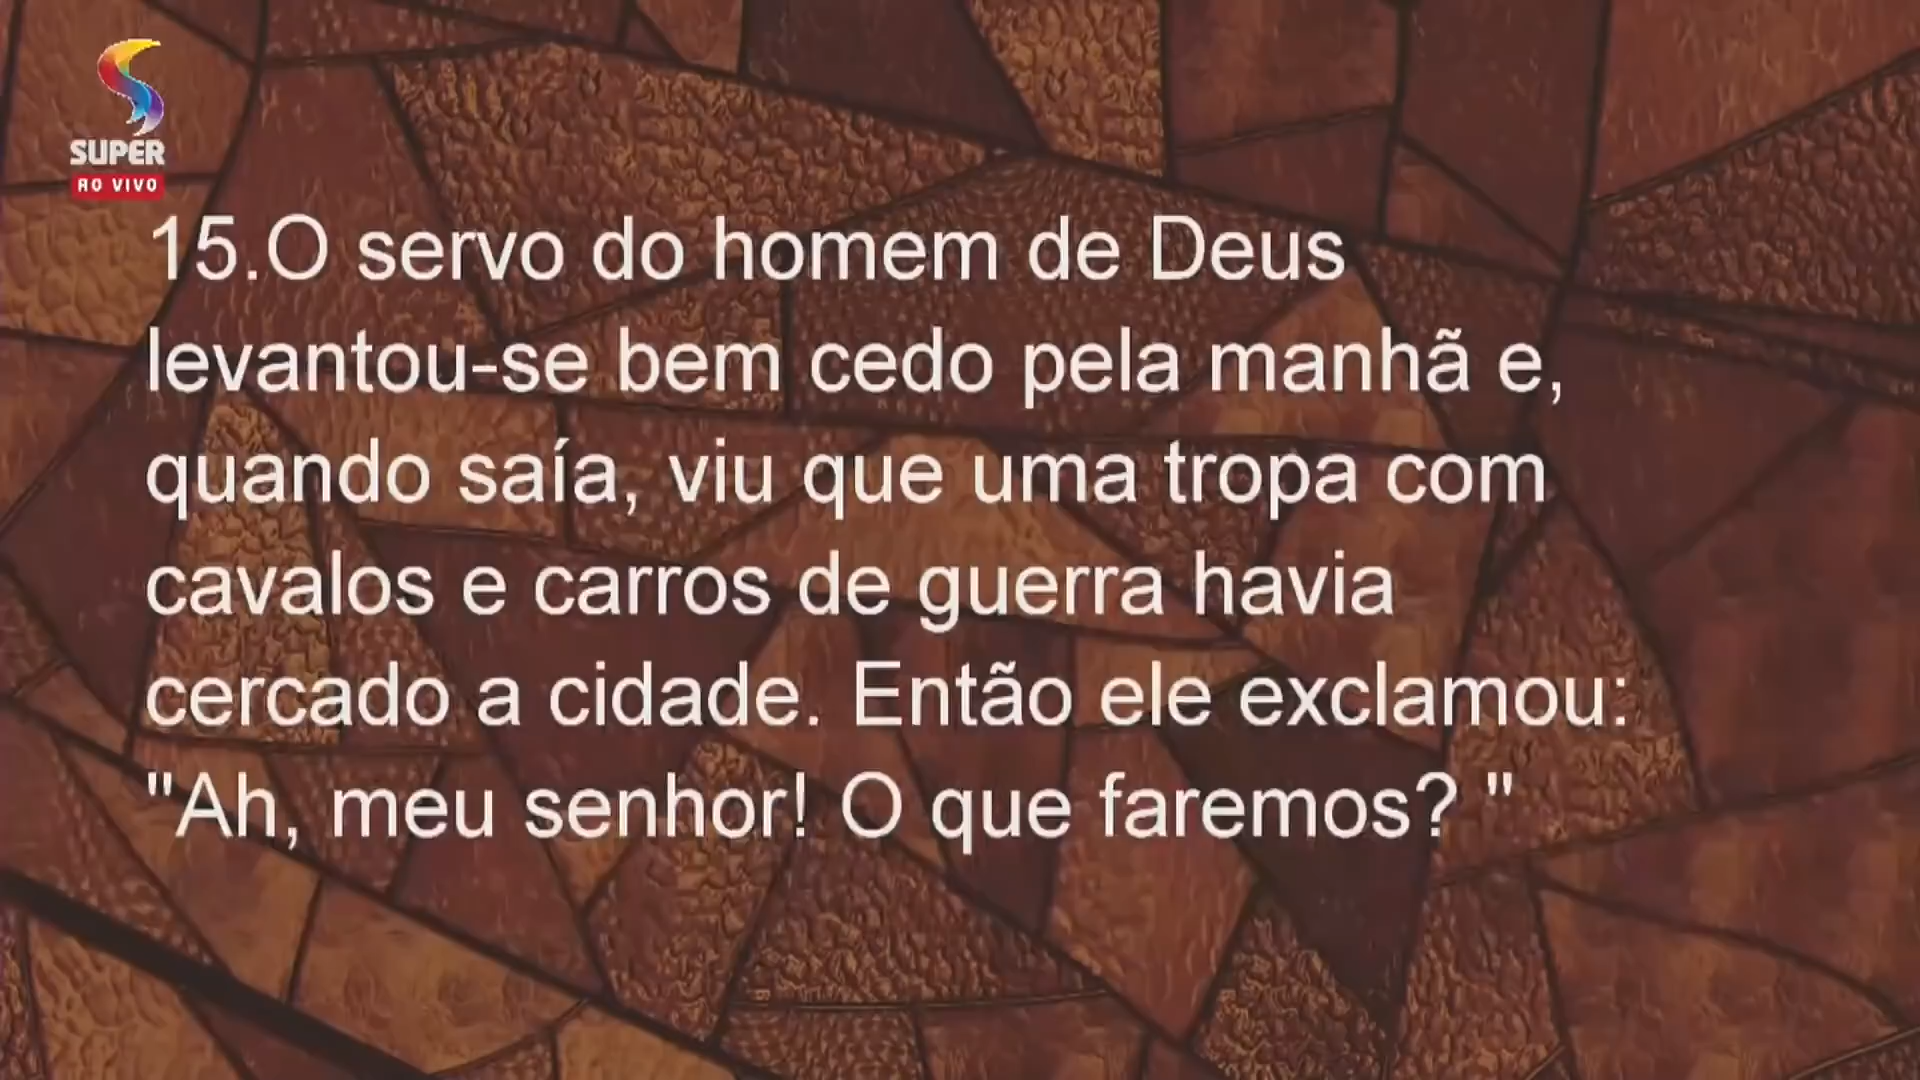 SUPER
AO VIVO
15.O servo do homem de Deus
levantou-se bem cedo pela manhã e,
quando saía, viu que uma tropa com
cavalos e carros de guerra havia
cercado a cidade. Então ele exclamou:
"Ah, meu senhor! O que faremos? "